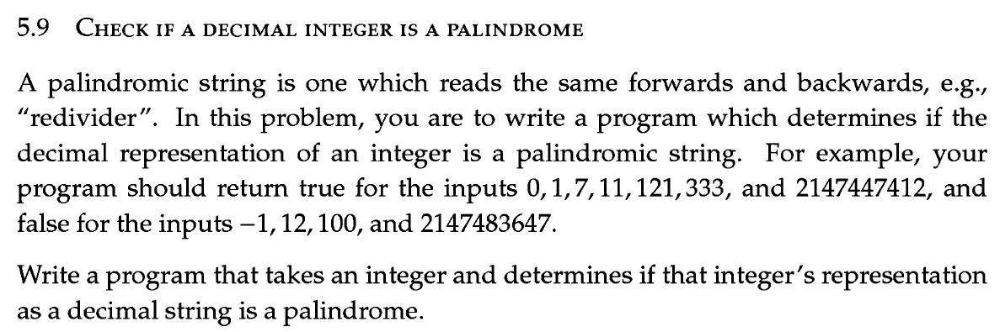 5.9 CHECK IF A DECIMAL INTEGER IS A PALINDROME
A palindromic string is one which reads the same forwards and backwards, e.g.,
“redivider”. In this problem, you are to write a program which determines if the
decimal representation of an integer is a palindromic string. For example, your
program should return true for the inputs 0, 1, 7, 11, 121, 333, and 2147447412, and
false for the inputs −1, 12, 100, and 2147483647.
Write a program that takes an integer and determines if that integer’s representation
as a decimal string is a palindrome.